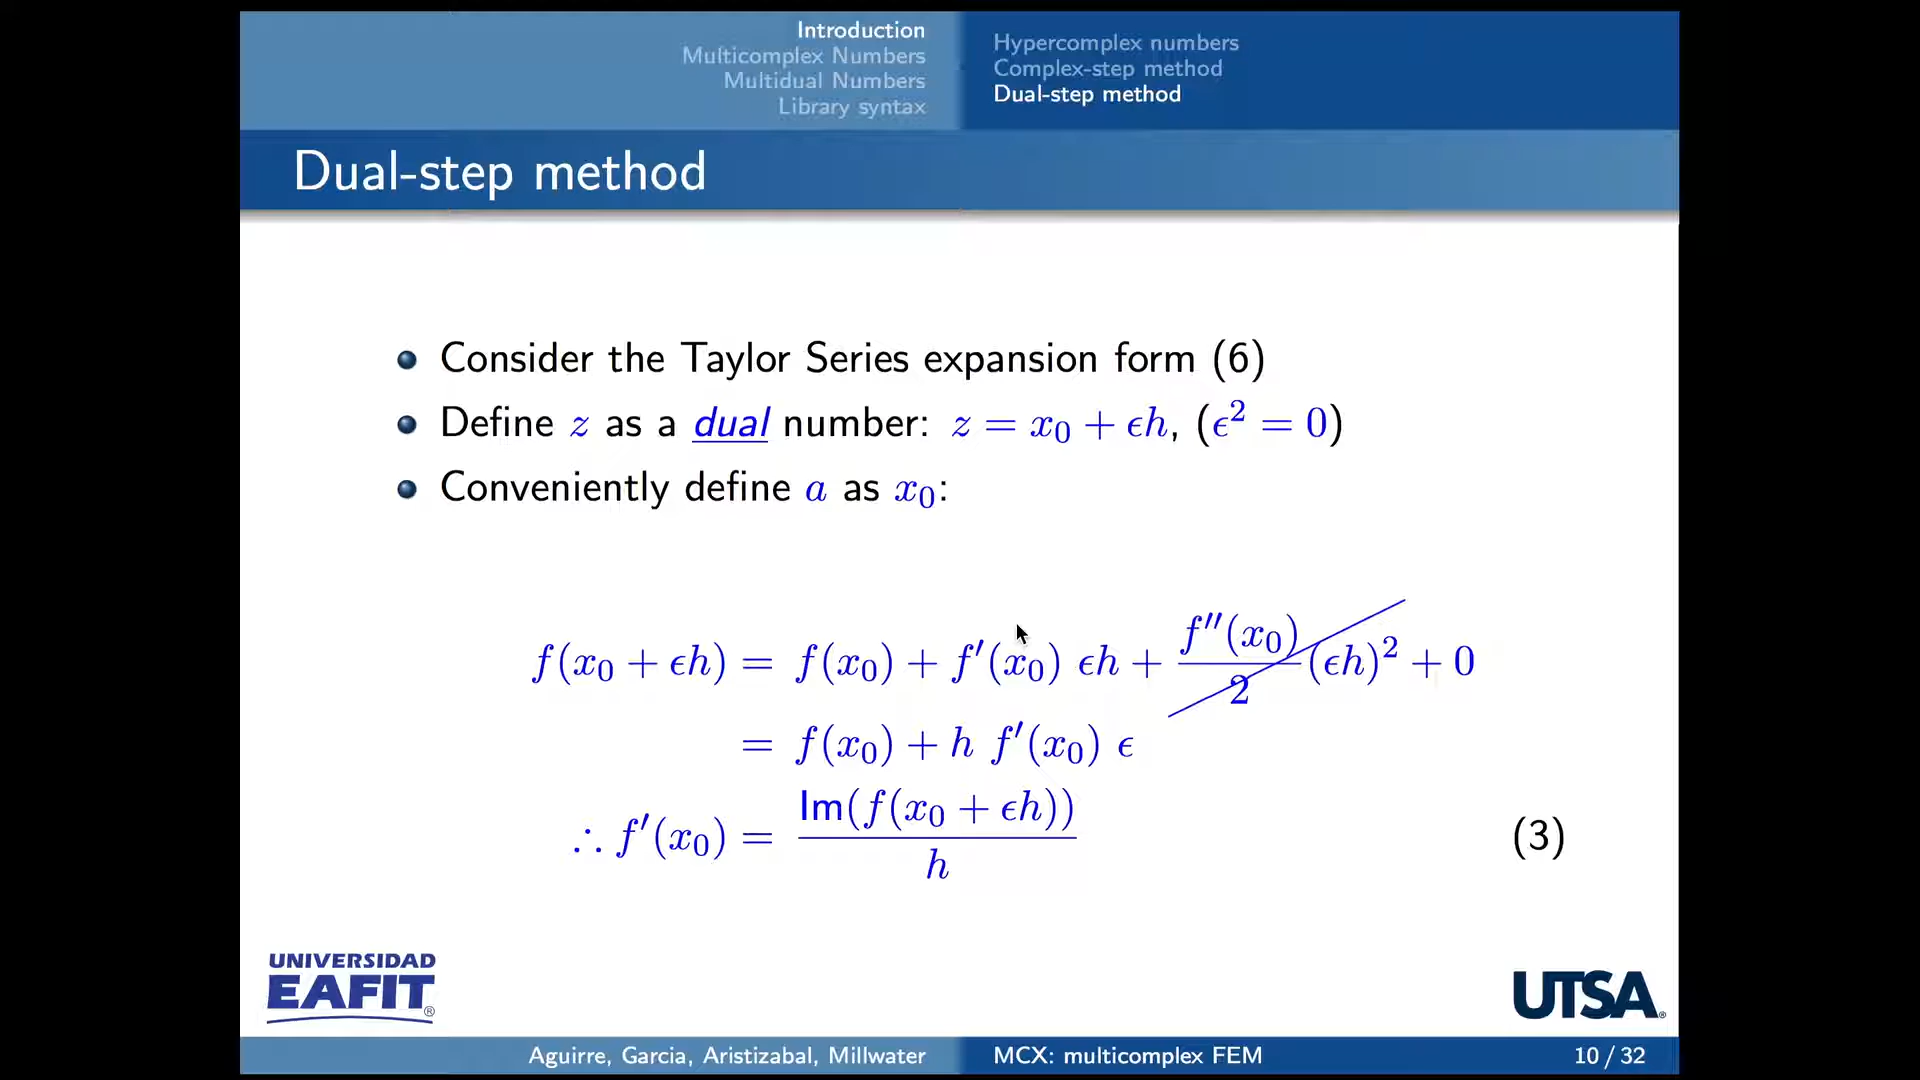 Introduction
Multicomplex Numbers
Multidual Numbers
Library syntax
Hypercomplex numbers
Complex-step method
Dual-step method
Dual-step method
Consider the Taylor Series expansion form (6)
Define z as a dual number: z = x₀ + ϵh, (ϵ² = 0)
Conveniently define a as x₀:
f(x₀ + ϵh) = f(x₀) + f′(x₀) ϵh + f″(x₀)/2 (ϵh)² + 0
= f(x₀) + h f′(x₀) ϵ
∴ f′(x₀) = Im(f(x₀ + ϵh))/h (3)
UNIVERSIDAD
EAFIT®
UTSA®
Aguirre, Garcia, Aristizabal, Millwater
MCX: multicomplex FEM
10 / 32